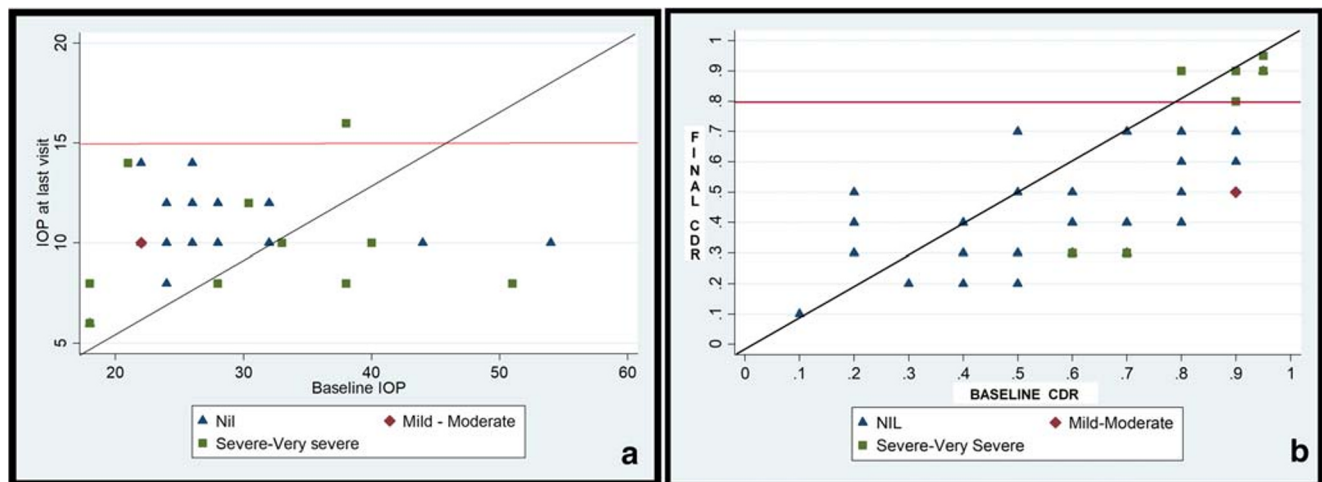 20
15
10
5
IOP at last visit
20 30 40 50 60
Baseline IOP
Nil Mild - Moderate
Severe-Very severe
a
1
.9
.8
.7
.6
.5
.4
.3
.2
.1
0
FINAL CDR
0 .1 .2 .3 .4 .5 .6 .7 .8 .9 1
BASELINE CDR
NIL Mild-Moderate
Severe-Very Severe
b